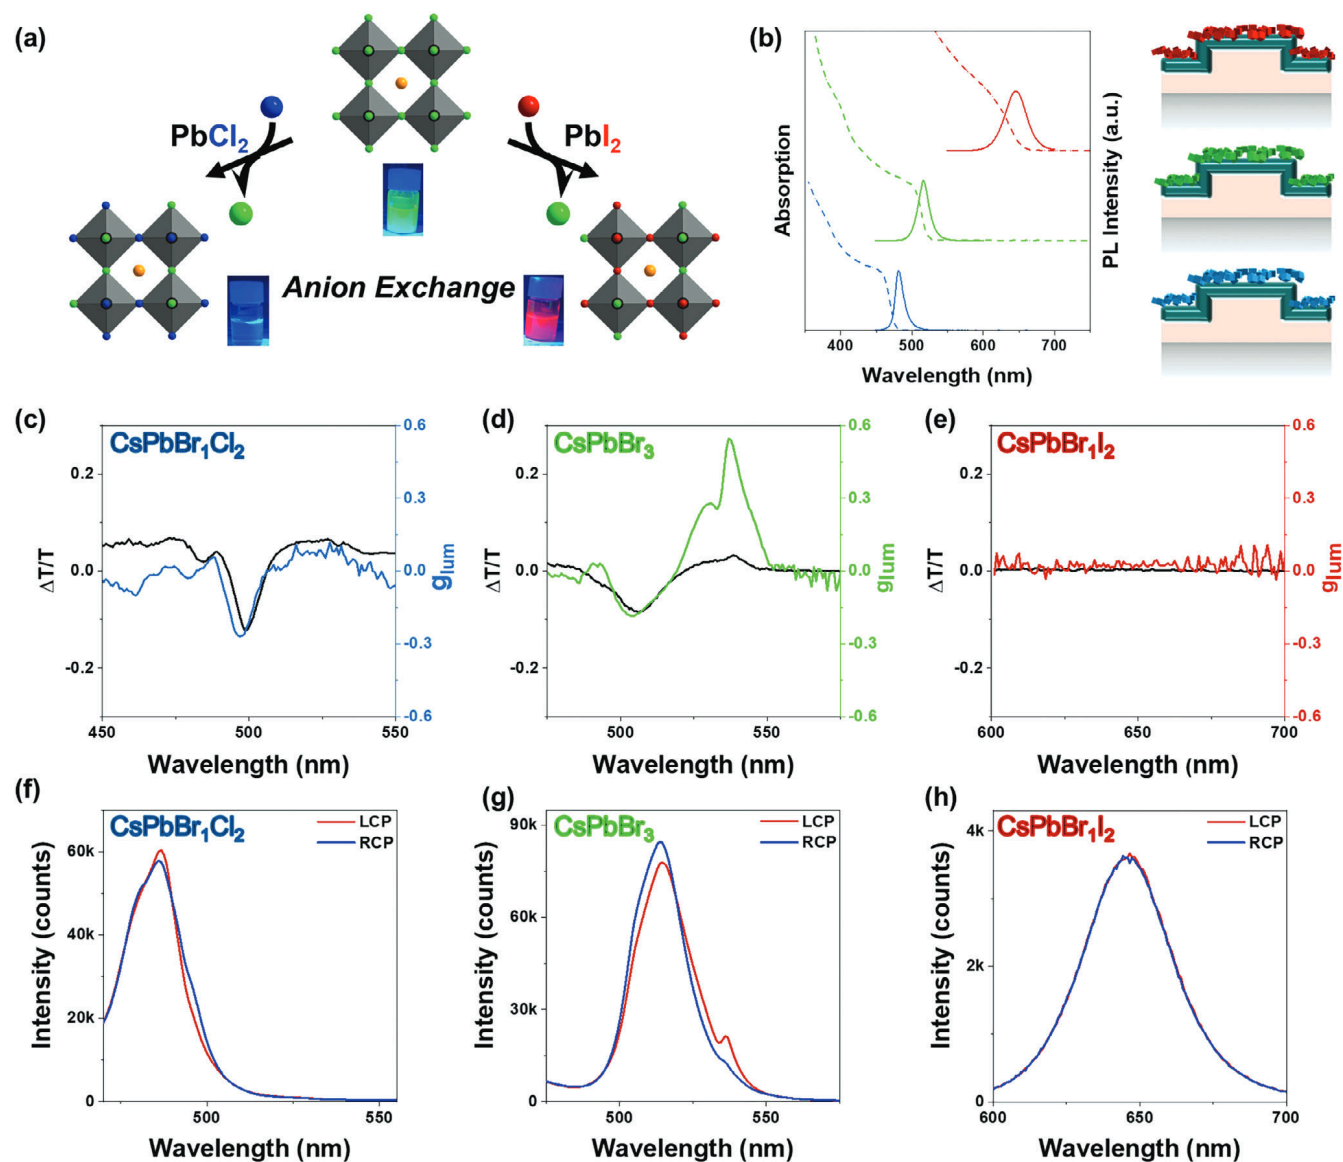 (a)
PbCl2
PbI2
Anion Exchange
(b)
Absorption
PL Intensity (a.u.)
400 500 600 700
Wavelength (nm)
(c)
CsPbBr1Cl2
0.2
0.0
-0.2
ΔT/T
0.6
0.3
0.0
-0.3
-0.6
glum
450 500 550
Wavelength (nm)
(d)
CsPbBr3
0.2
0.0
-0.2
ΔT/T
0.6
0.3
0.0
-0.3
-0.6
glum
500 550
Wavelength (nm)
(e)
CsPbBr1I2
0.2
0.0
-0.2
ΔT/T
0.6
0.3
0.0
-0.3
-0.6
glum
600 650 700
Wavelength (nm)
(f)
CsPbBr1Cl2
LCP
RCP
60k
40k
20k
0
Intensity (counts)
500 550
Wavelength (nm)
(g)
CsPbBr3
LCP
RCP
90k
60k
30k
0
Intensity (counts)
500 550
Wavelength (nm)
(h)
CsPbBr1I2
LCP
RCP
4k
2k
0
Intensity (counts)
600 650 700
Wavelength (nm)